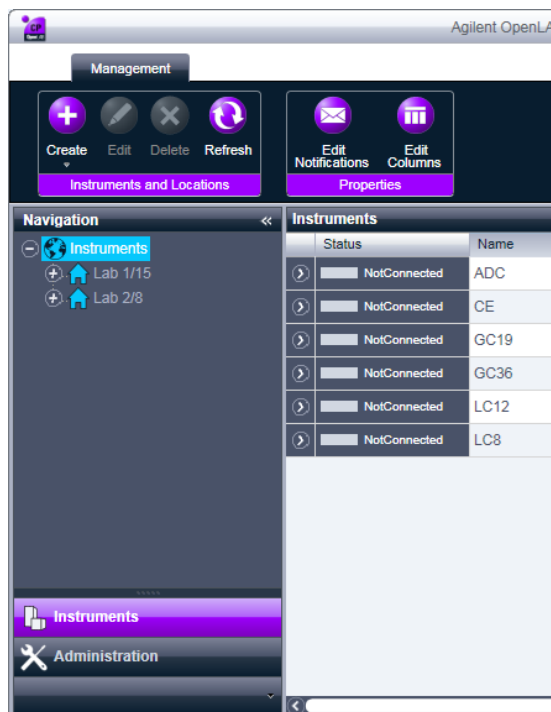 CP
Agilent OpenLA
Management
Create Edit Delete Refresh
Edit Notifications
Edit Columns
Instruments and Locations
Properties
Navigation
Instruments
Lab 1/15
Lab 2/8
Instruments
Administration
Instruments
Status Name
NotConnected ADC
NotConnected CE
NotConnected GC19
NotConnected GC36
NotConnected LC12
NotConnected LC8